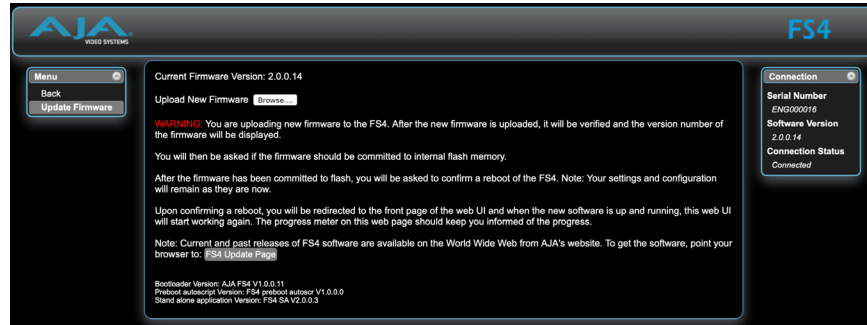 AJA
VIDEO SYSTEMS
FS4
Menu
Back
Update Firmware
Current Firmware Version: 2.0.0.14
Upload New Firmware Browse....
WARNING: You are uploading new firmware to the FS4. After the new firmware is uploaded, it will be verified and the version number of
the firmware will be displayed.
You will then be asked if the firmware should be committed to internal flash memory.
After the firmware has been committed to flash, you will be asked to confirm a reboot of the FS4. Note: Your settings and configuration
will remain as they are now.
Upon confirming a reboot, you will be redirected to the front page of the web UI and when the new software is up and running, this web UI
will start working again. The progress meter on this web page should keep you informed of the progress.
Note: Current and past releases of FS4 software are available on the World Wide Web from AJA's website. To get the software, point your
browser to: FS4 Update Page
Bootloader Version: AJA FS4 V1.0.0.11
Preboot autoscript Version: FS4 preboot autoscr V1.0.0.0
Stand alone application Version: FS4 SA V2.0.0.3
Connection
Serial Number
ENG000016
Software Version
2.0.0.14
Connection Status
Connected